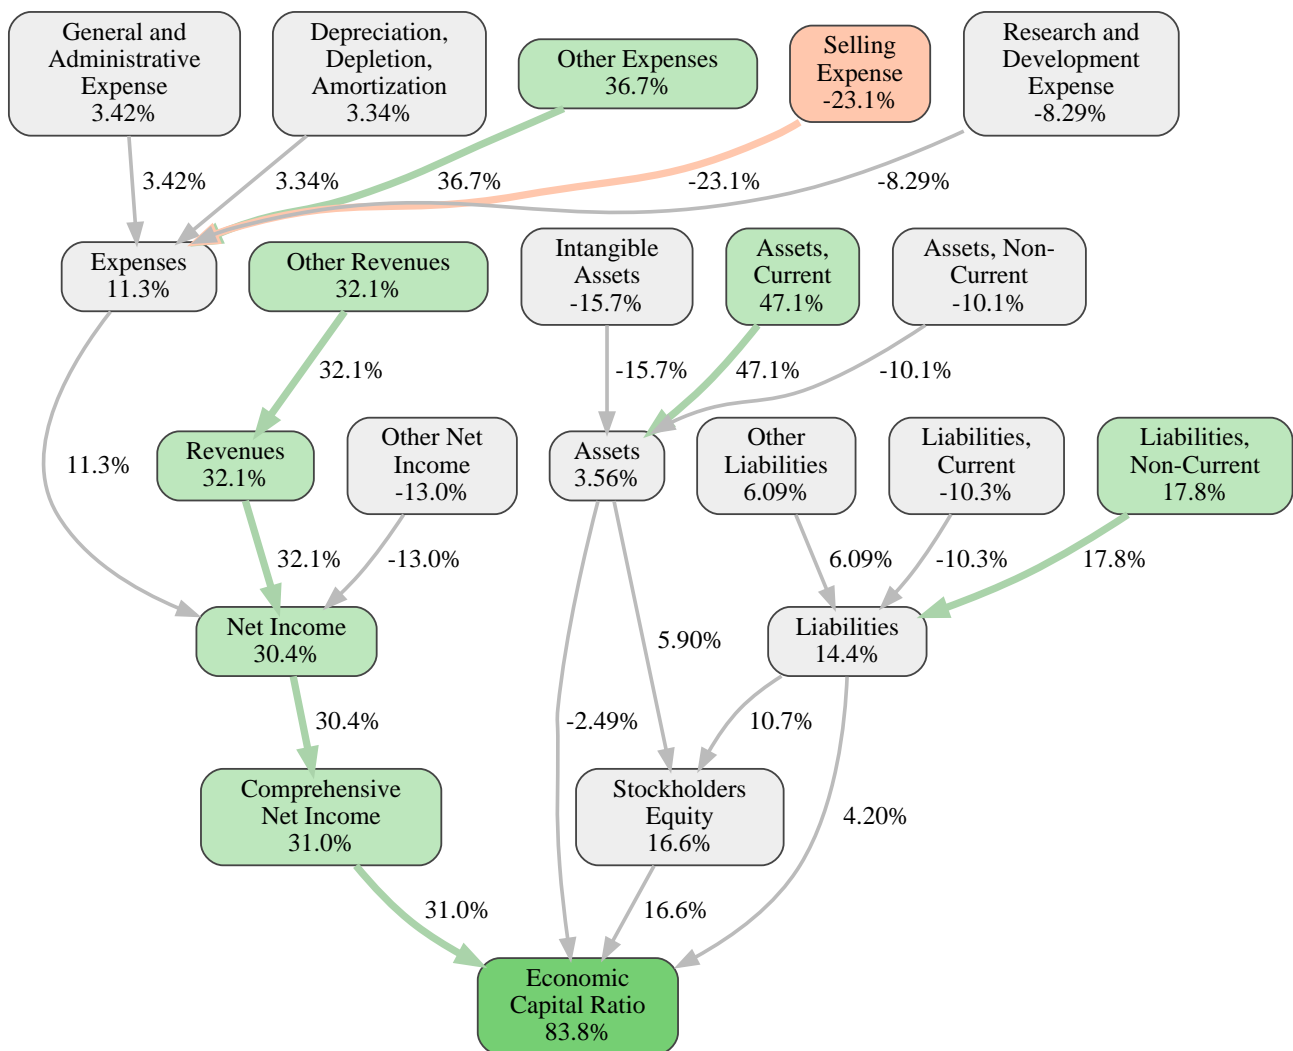 General and
Administrative
Expense
3.42%
Depreciation,
Depletion,
Amortization
3.34%
Other Expenses
36.7%
Selling
Expense
-23.1%
Research and
Development
Expense
-8.29%
3.42%
3.34%
36.7%
-23.1%
-8.29%
Expenses
11.3%
Other Revenues
32.1%
Intangible
Assets
-15.7%
Assets,
Current
47.1%
Assets, Non-
Current
-10.1%
32.1%
-15.7%
47.1%
-10.1%
11.3%
Revenues
32.1%
Other Net
Income
-13.0%
Assets
3.56%
Other
Liabilities
6.09%
Liabilities,
Current
-10.3%
Liabilities,
Non-Current
17.8%
32.1%
-13.0%
6.09%
-10.3%
17.8%
Net Income
30.4%
5.90%
Liabilities
14.4%
30.4%
-2.49%
10.7%
Comprehensive
Net Income
31.0%
Stockholders
Equity
16.6%
4.20%
31.0%
16.6%
Economic
Capital Ratio
83.8%